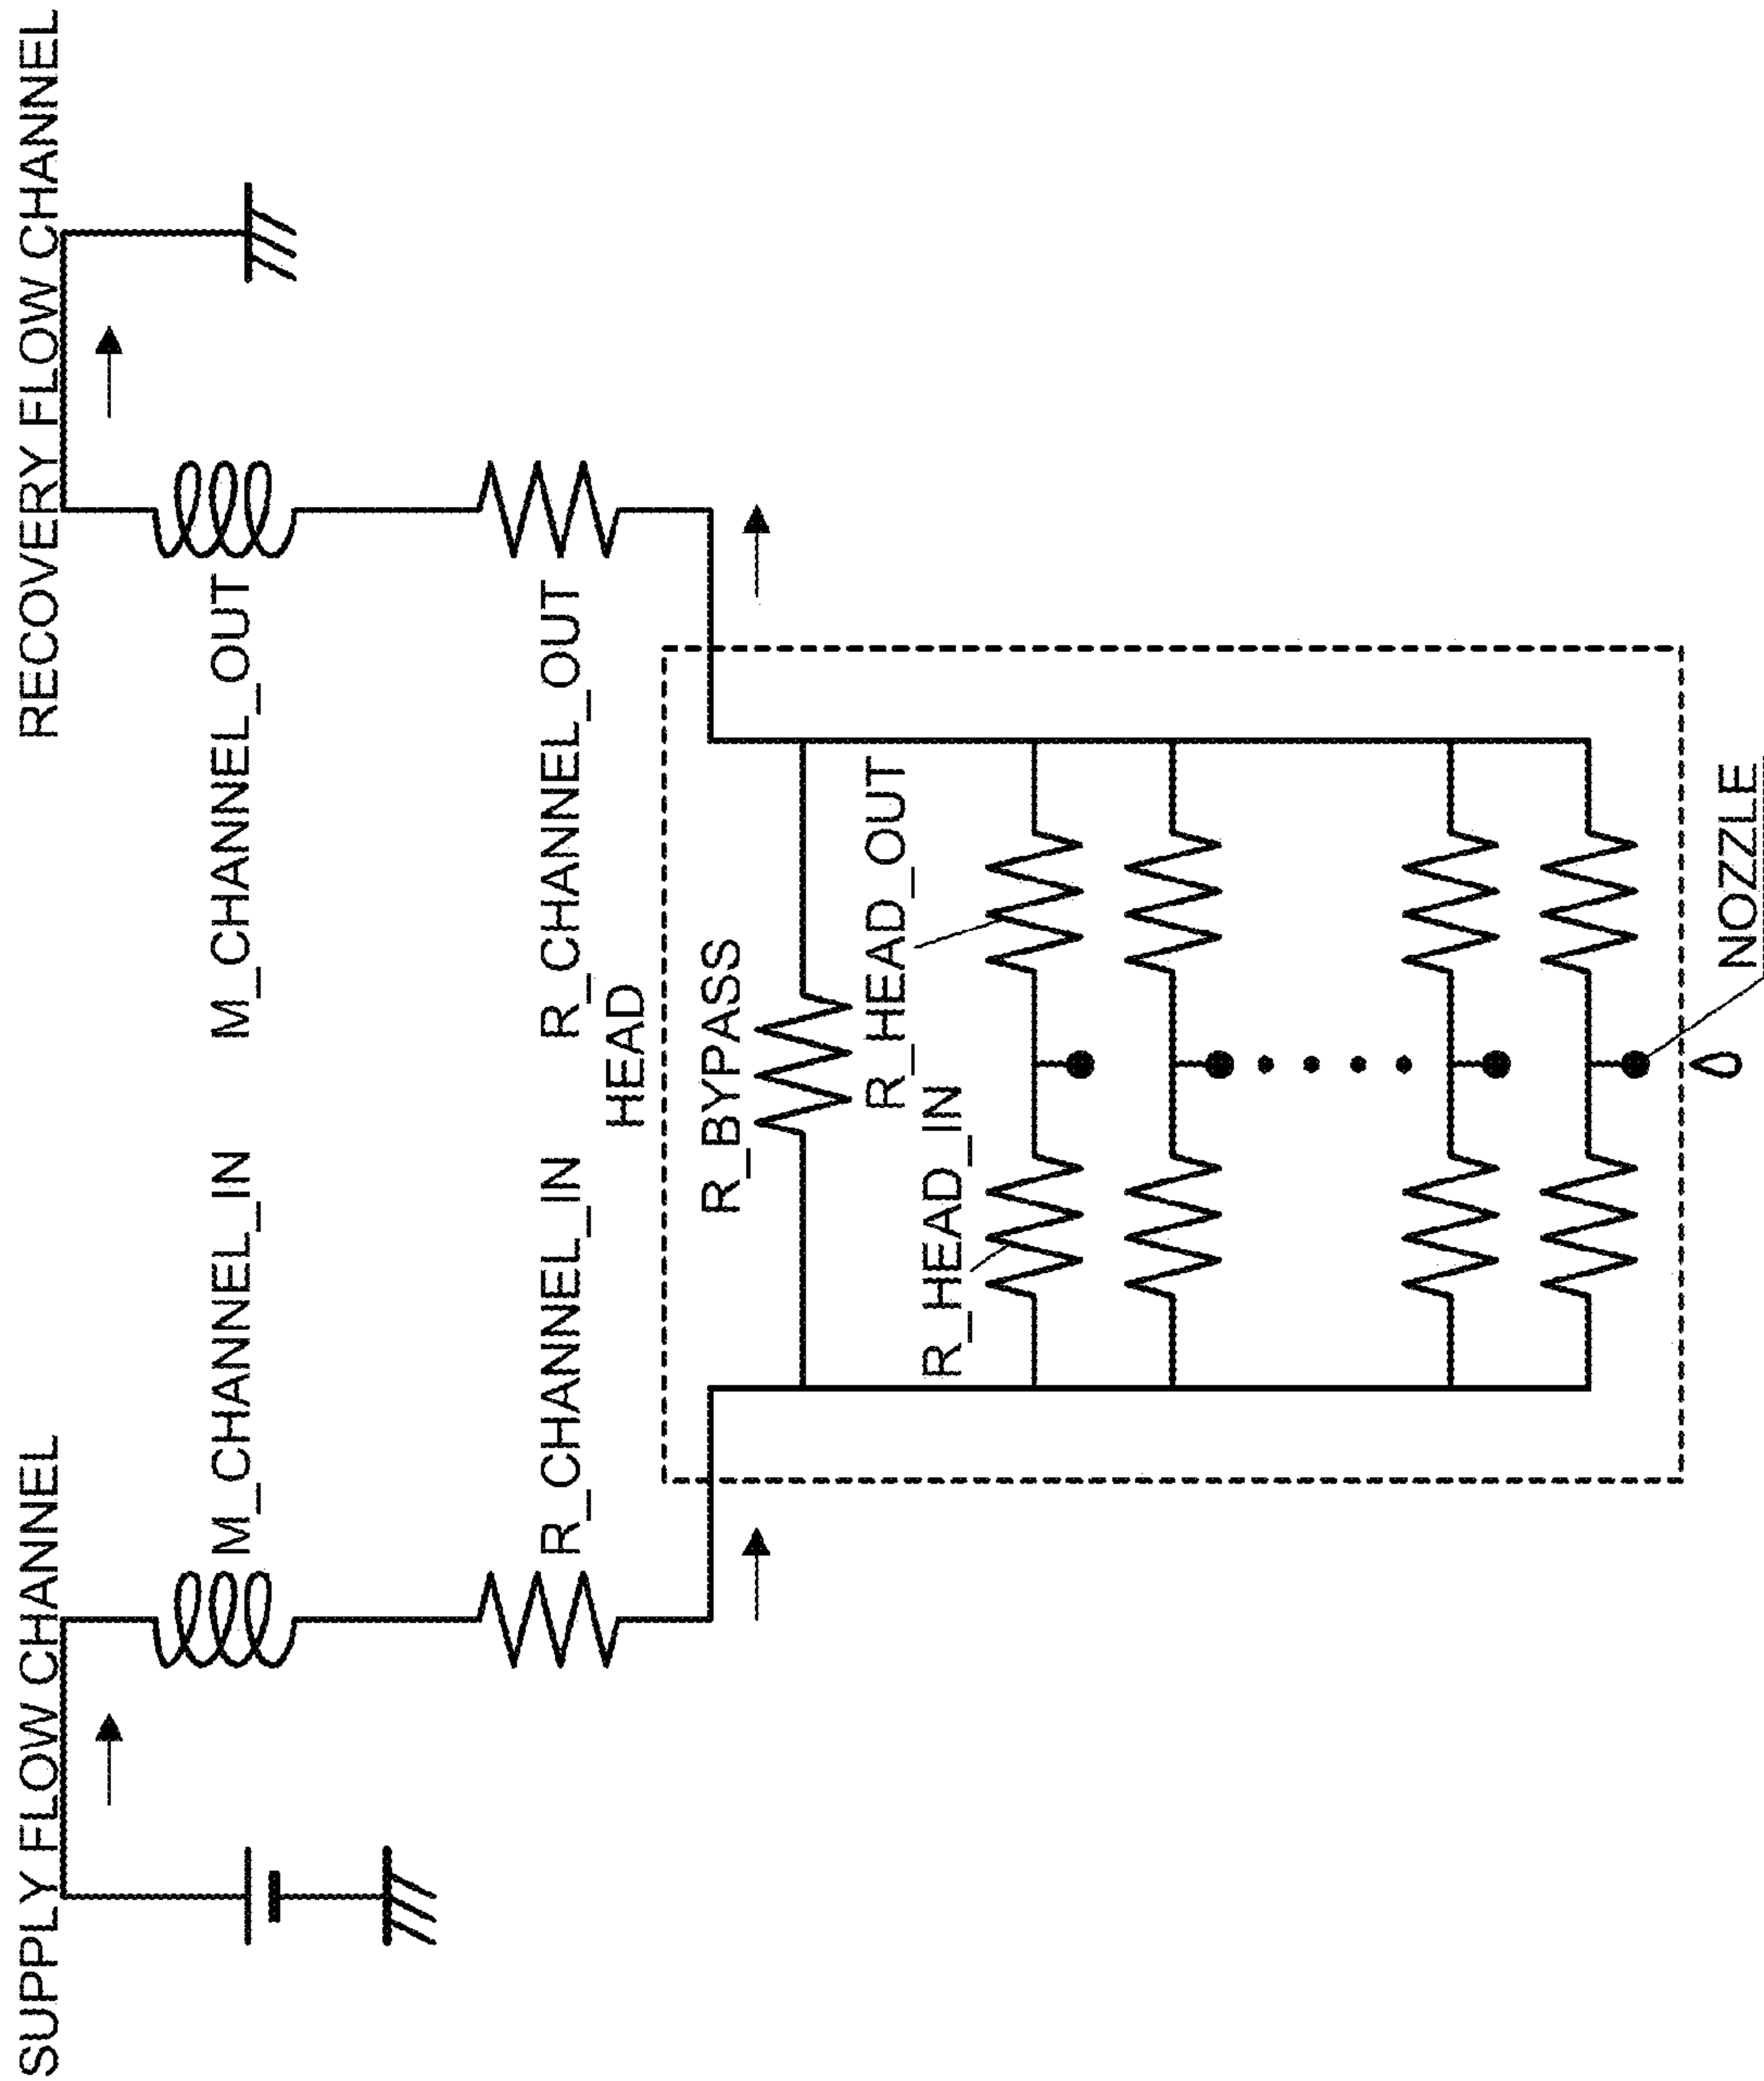 SUPPLY FLOW CHANNEL
RECOVERY FLOW CHANNEL
M_CHANNEL_IN
M_CHANNEL_OUT
R_CHANNEL_IN
R_CHANNEL_OUT
HEAD
R_BYPASS
R_HEAD_OUT
R_HEAD_IN
NOZZLE